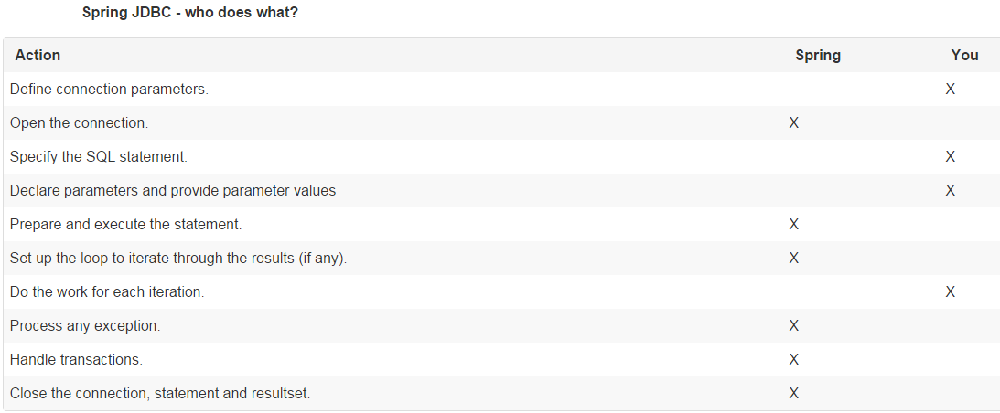 Spring JDBC - who does what?
Action Spring You
Define connection parameters. X
Open the connection. X
Specify the SQL statement. X
Declare parameters and provide parameter values X
Prepare and execute the statement. X
Set up the loop to iterate through the results (if any). X
Do the work for each iteration. X
Process any exception. X
Handle transactions. X
Close the connection, statement and resultset. X